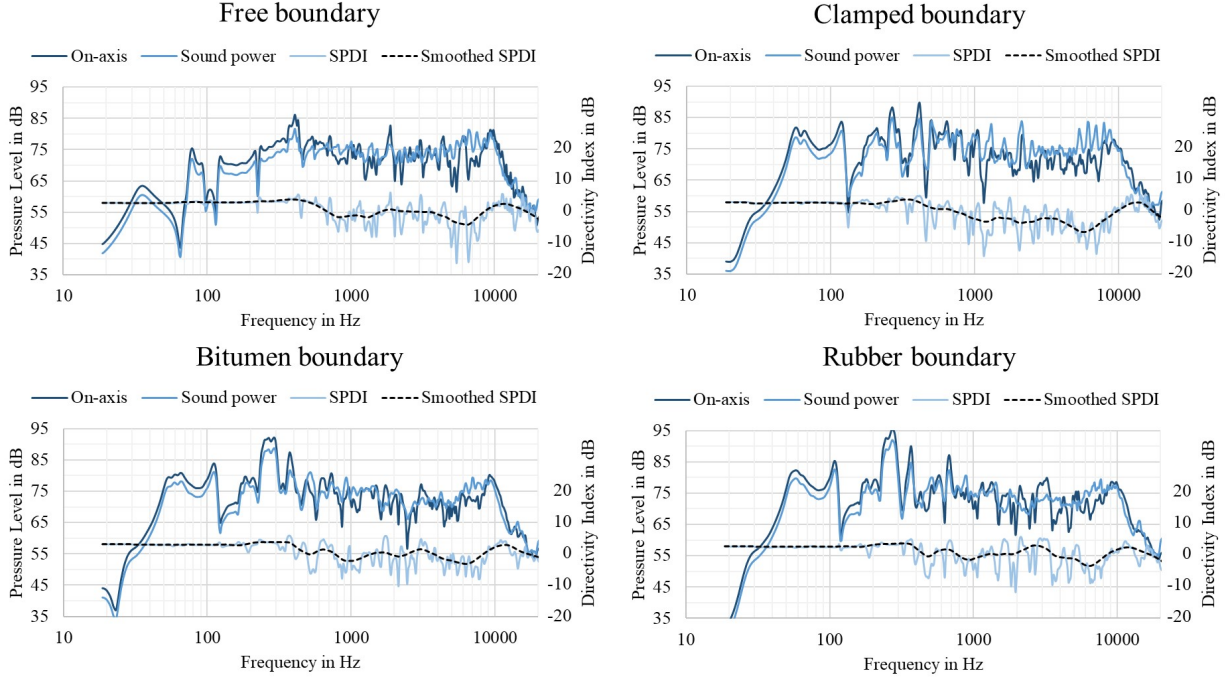 Free boundary
On-axis Sound power SPDI Smoothed SPDI
Pressure Level in dB
95
85
75
65
55
45
35
20
10
0
-10
-20
Directivity Index in dB
10 100 1000 10000
Frequency in Hz
Clamped boundary
On-axis Sound power SPDI Smoothed SPDI
Pressure Level in dB
95
85
75
65
55
45
35
20
10
0
-10
-20
Directivity Index in dB
10 100 1000 10000
Frequency in Hz
Bitumen boundary
On-axis Sound power SPDI Smoothed SPDI
Pressure Level in dB
95
85
75
65
55
45
35
20
10
0
-10
-20
Directivity Index in dB
10 100 1000 10000
Frequency in Hz
Rubber boundary
On-axis Sound power SPDI Smoothed SPDI
Pressure Level in dB
95
85
75
65
55
45
35
20
10
0
-10
-20
Directivity Index in dB
10 100 1000 10000
Frequency in Hz